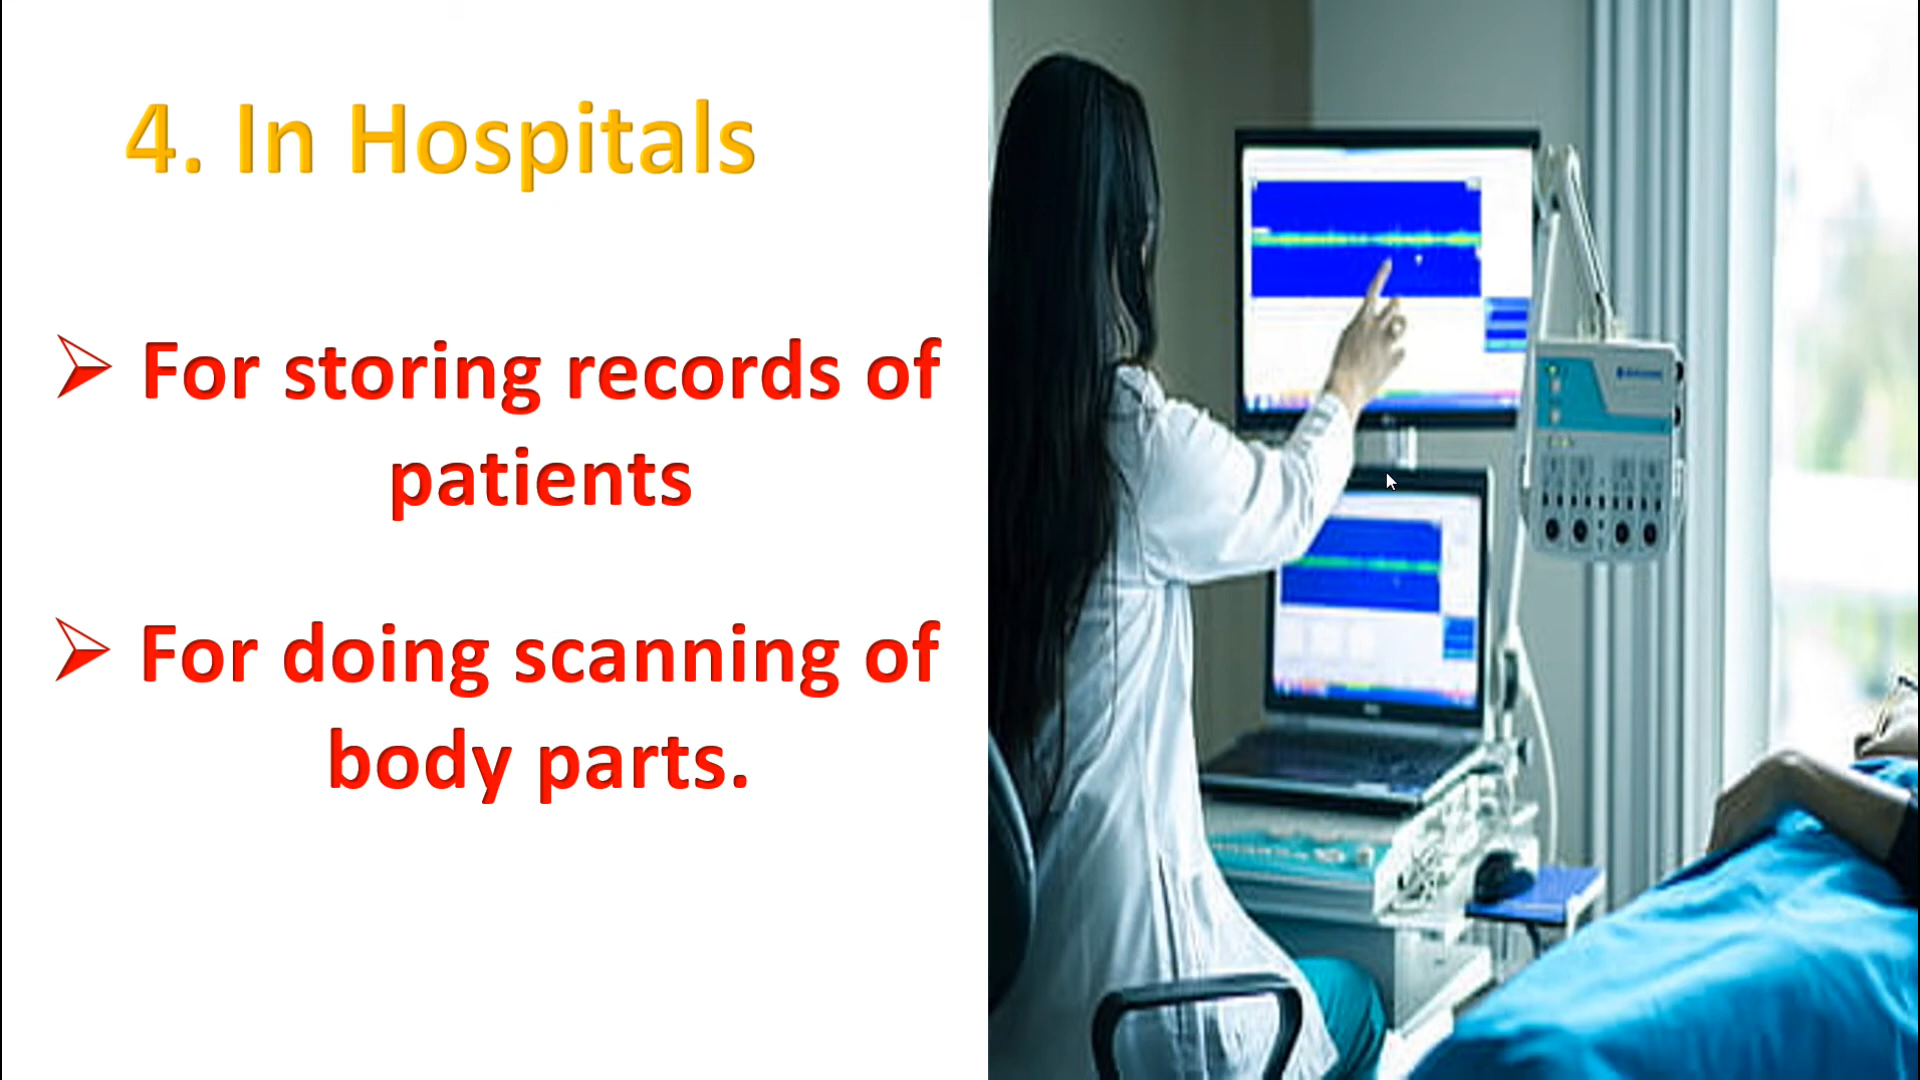 4. In Hospitals
For storing records of
patients
For doing scanning of
body parts.